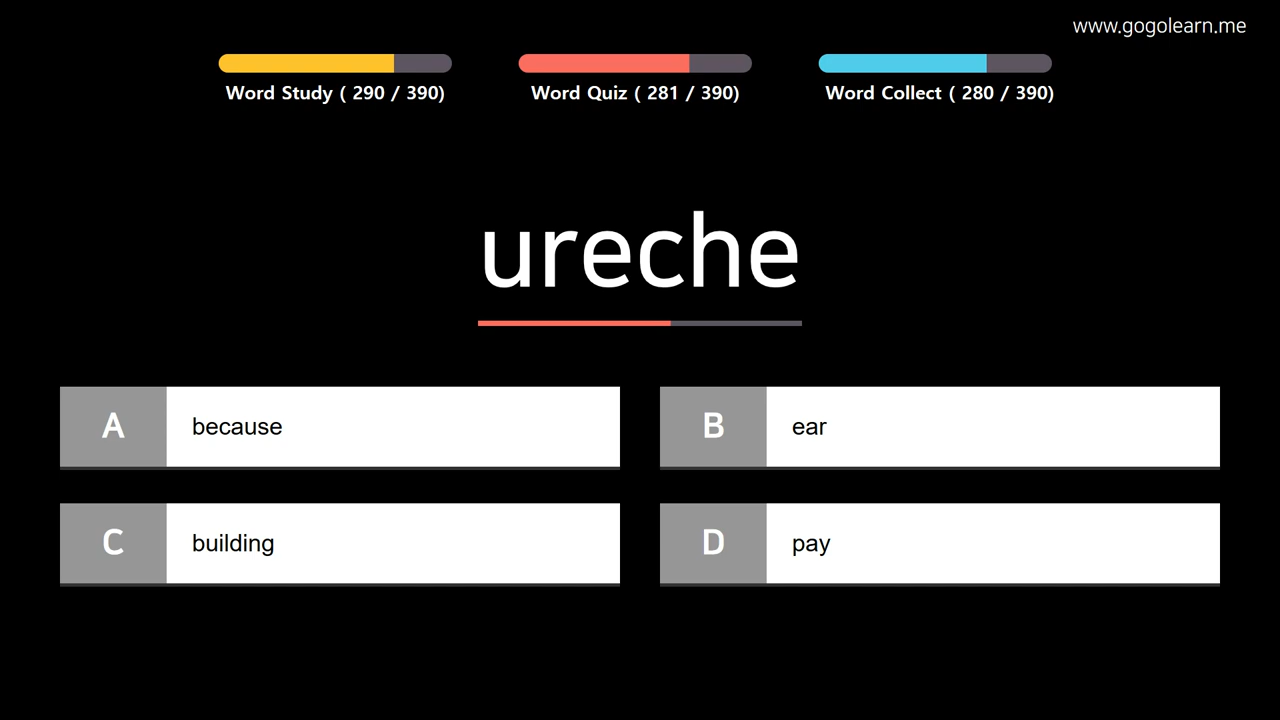 www.gogolearn.me
Word Study ( 290 / 390)
Word Quiz ( 281 / 390)
Word Collect ( 280 / 390)
ureche
A because
B ear
C building
D pay